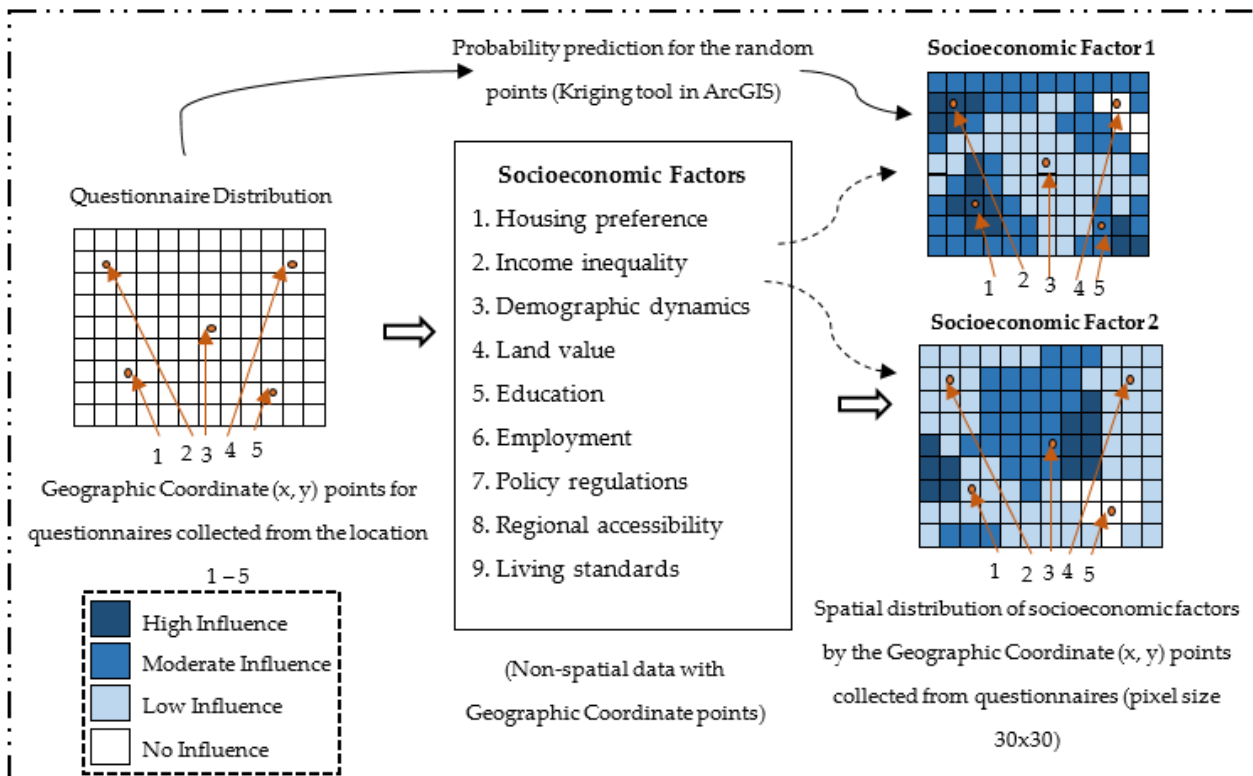 Probability prediction for the random
points (Kriging tool in ArcGIS)
Questionnaire Distribution
1 2 3 4 5
Geographic Coordinate (x, y) points for
questionnaires collected from the location
1 – 5
High Influence
Moderate Influence
Low Influence
No Influence
Socioeconomic Factors
1. Housing preference
2. Income inequality
3. Demographic dynamics
4. Land value
5. Education
6. Employment
7. Policy regulations
8. Regional accessibility
9. Living standards
(Non-spatial data with
Geographic Coordinate points)
Socioeconomic Factor 1
1 2 3 4 5
Socioeconomic Factor 2
1 2 3 4 5
Spatial distribution of socioeconomic factors
by the Geographic Coordinate (x, y) points
collected from questionnaires (pixel size
30x30)